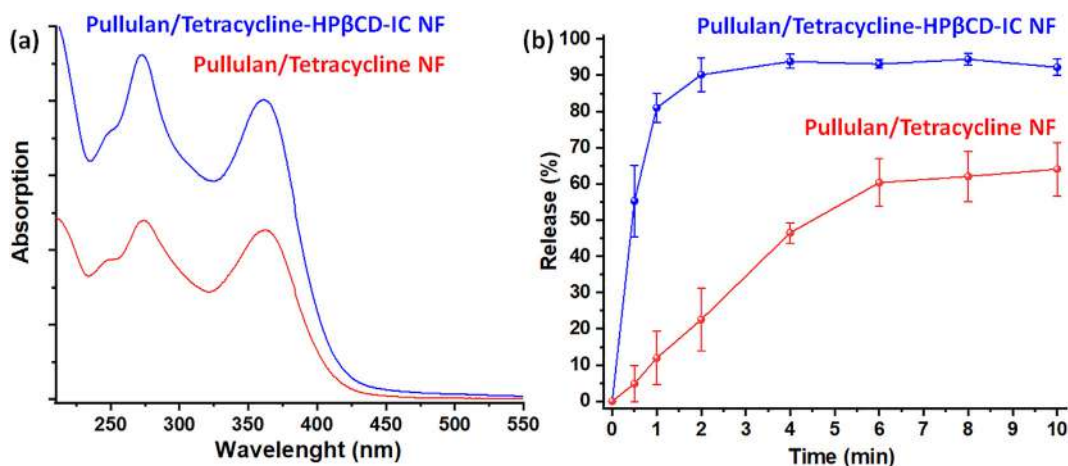 (a)
Pullulan/Tetracycline-HPβCD-IC NF
Pullulan/Tetracycline NF
Absorption
250 300 350 400 450 500 550
Wavelenght (nm)
(b)
Pullulan/Tetracycline-HPβCD-IC NF
Pullulan/Tetracycline NF
Release (%)
100
90
80
70
60
50
40
30
20
10
0
0 1 2 3 4 5 6 7 8 9 10
Time (min)